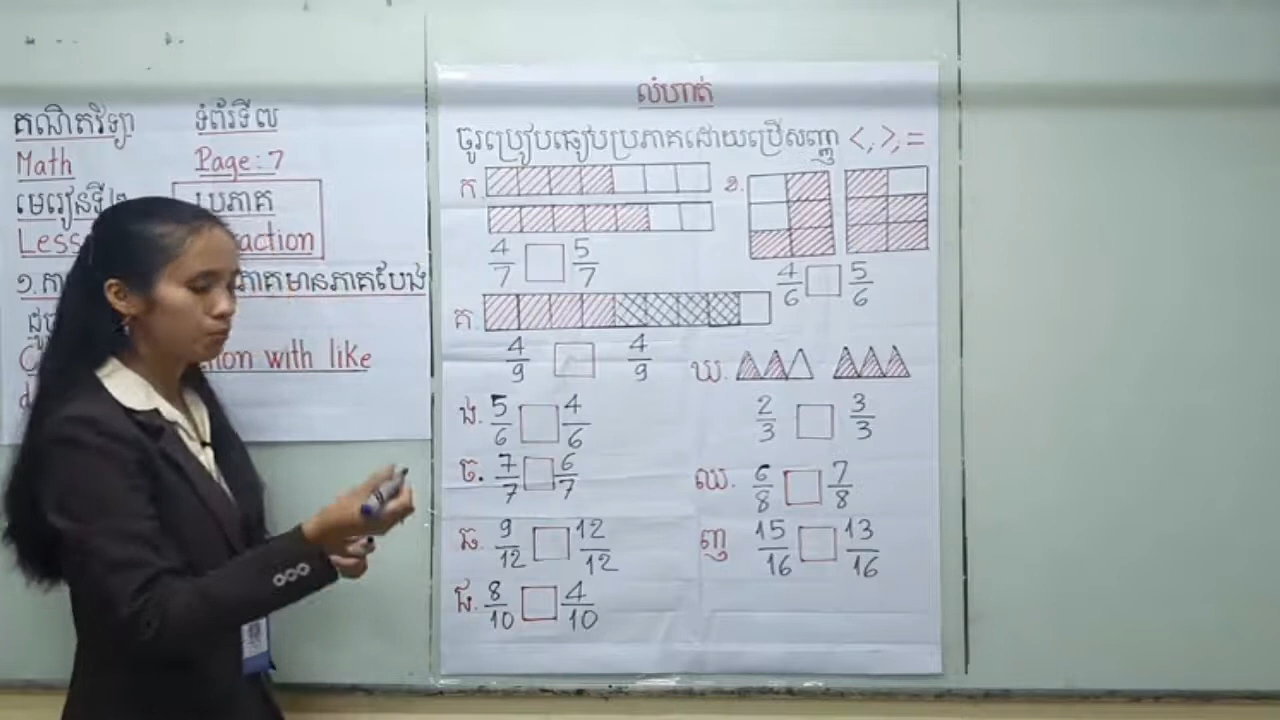 គណិតវិទ្យា ទំព័រទី៧
Math Page: 7
មេរៀនទី២ ប្រភាគ
Less action
១.កា ភាគមានភាគបែង
ដូច
C tion with like
d
លំហាត់
ចូរប្រៀបធៀបប្រភាគដោយប្រើសញ្ញា <, >, =
ក
4/7 □ 5/7
ខ.
4/6 □ 5/6
គ.
4/9 □ 4/9
ឃ.
2/3 □ 3/3
ង. 5/6 □ 4/6
ច. 7/7 □ 6/7
ឈ. 6/8 □ 7/8
ឆ. 9/12 □ 12/12
ញ 15/16 □ 13/16
ជ. 8/10 □ 4/10